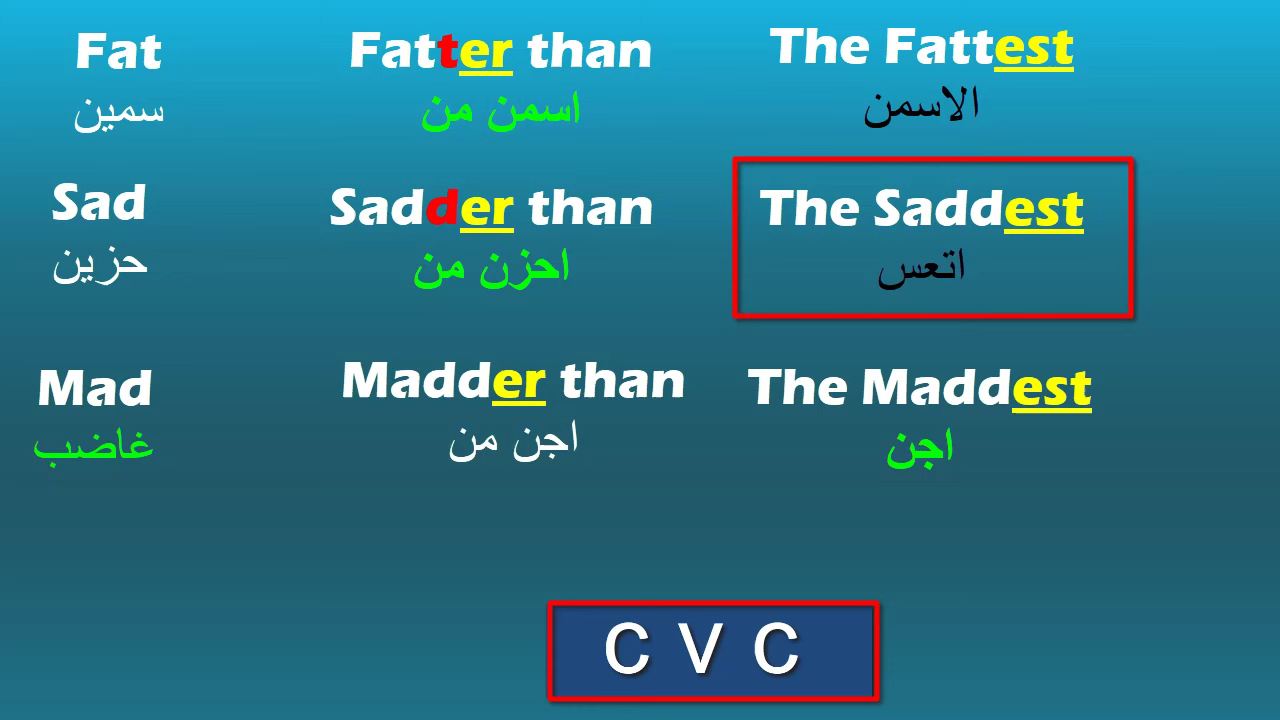 Fat
سمين
Fatter than
اسمن من
The Fattest
الاسمن
Sad
حزين
Sadder than
احزن من
The Saddest
اتعس
Mad
غاضب
Madder than
اجن من
The Maddest
اجن
C V C